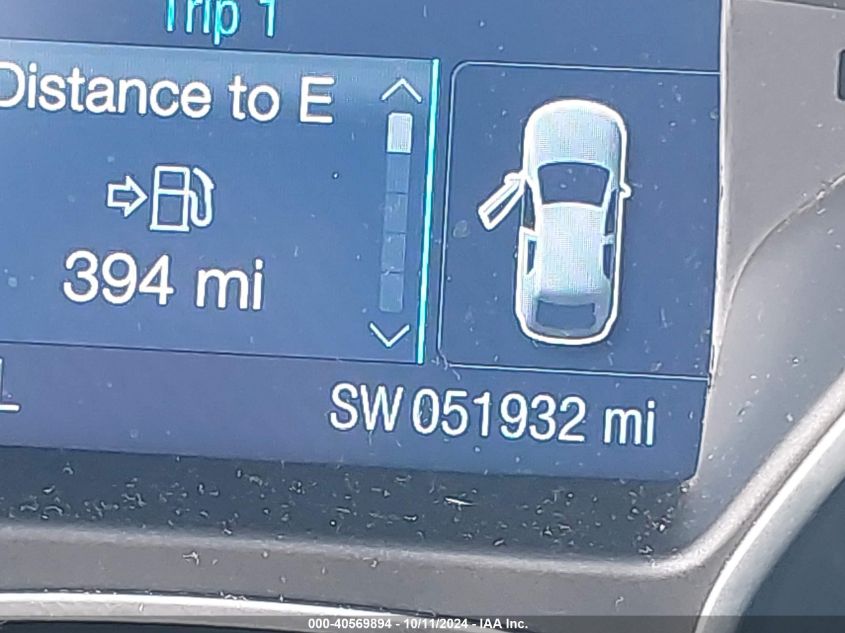 Trip 1
Distance to E
394 mi
SW 051932 mi
000-40569894 - 10/11/2024 - IAA Inc.